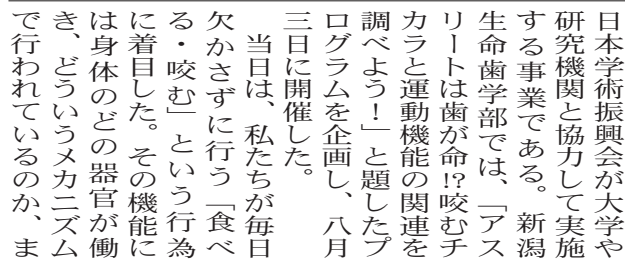 日本学術振興会が大学や
研究機関と協力して実施
する事業である。新潟
生命歯学部では、「アス
リートは歯が命!?咬むチ
カラと運動機能の関連を
調べよう！」と題したプ
ログラムを企画し、八月
三日に開催した。
　当日は、私たちが毎日
欠かさずに行う「食べ
る・咬む」という行為
に着目した。その機能に
は身体のどの器官が働
き、どういうメカニズム
で行われているのか、ま